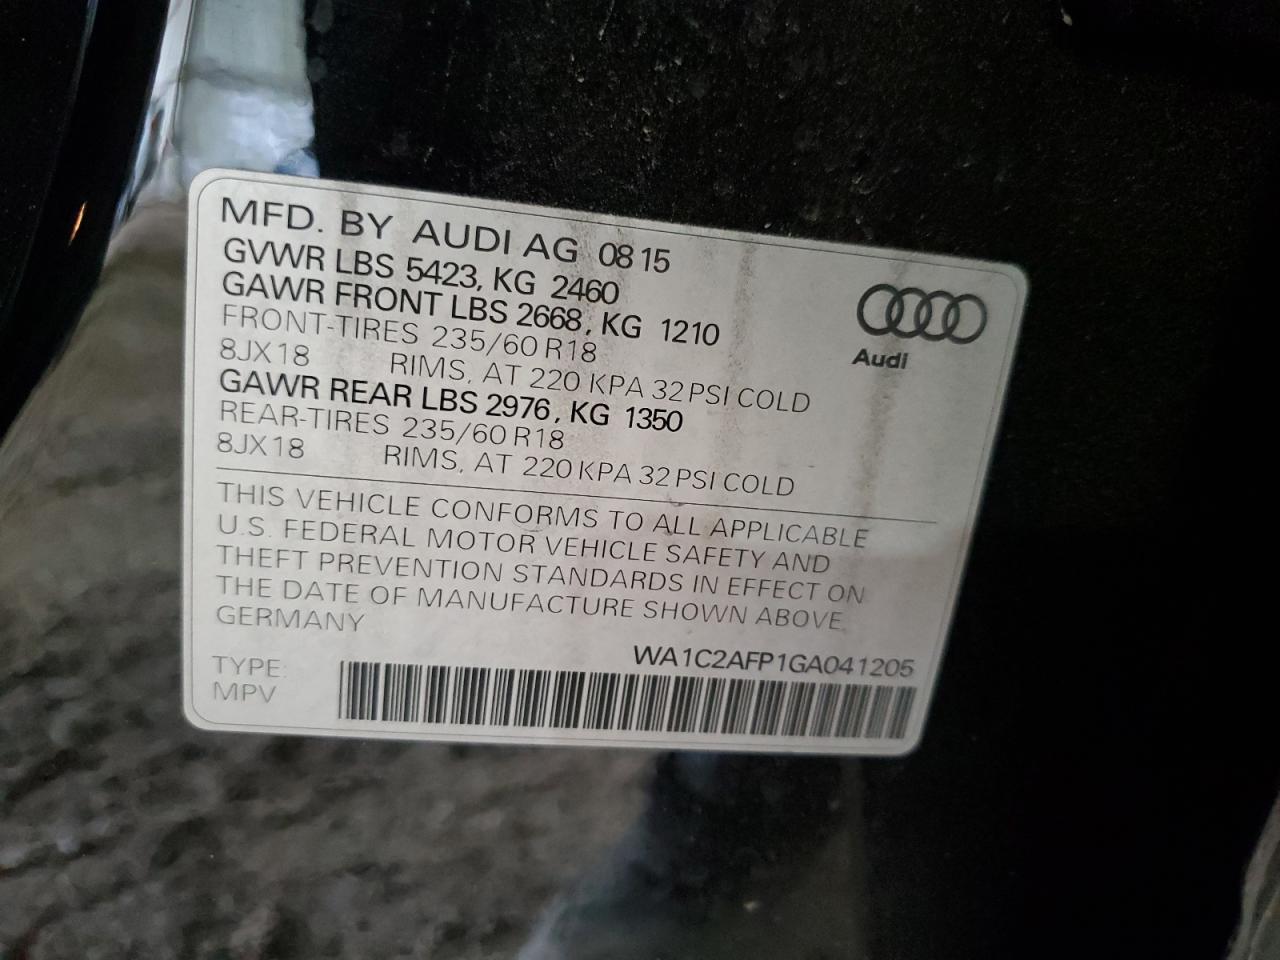 MFD. BY AUDI AG 08 15
GVWR LBS 5423, KG 2460
GAWR FRONT LBS 2668, KG 1210
FRONT-TIRES 235/60 R18
8JX18 RIMS, AT 220 KPA 32 PSI COLD
GAWR REAR LBS 2976, KG 1350
REAR-TIRES 235/60 R18
8JX18 RIMS, AT 220 KPA 32 PSI COLD
Audi
THIS VEHICLE CONFORMS TO ALL APPLICABLE
U.S. FEDERAL MOTOR VEHICLE SAFETY AND
THEFT PREVENTION STANDARDS IN EFFECT ON
THE DATE OF MANUFACTURE SHOWN ABOVE.
GERMANY
WA1C2AFP1GA041205
TYPE:
MPV